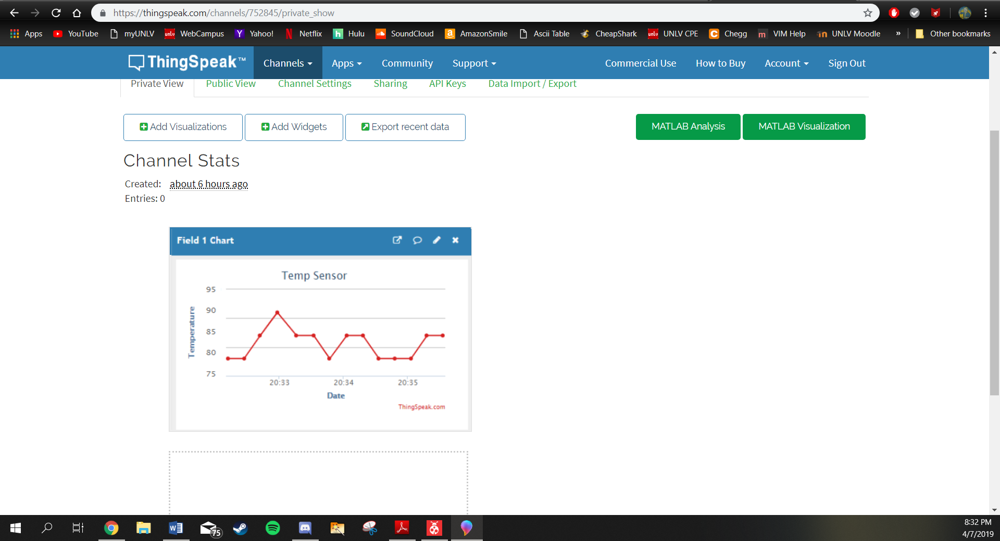 https://thingspeak.com/channels/752845/private_show
Apps YouTube myUNLV WebCampus Yahoo! Netflix Hulu SoundCloud AmazonSmile Ascii Table CheapShark UNLV CPE Chegg VIM Help UNLV Moodle » Other bookmarks
ThingSpeak™ Channels Apps Community Support Commercial Use How to Buy Account Sign Out
Private View Public View Channel Settings Sharing API Keys Data Import / Export
Add Visualizations Add Widgets Export recent data MATLAB Analysis MATLAB Visualization
Channel Stats
Created: about 6 hours ago
Entries: 0
Field 1 Chart
Temp Sensor
95
90
85
80
75
Temperature
20:33 20:34 20:35
Date
ThingSpeak.com
75
8:32 PM
4/7/2019